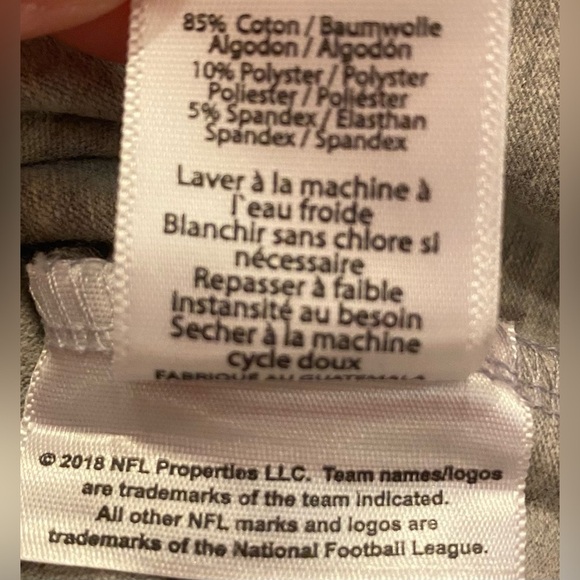 85% Coton / Baumwolle
Algodon / Algodón
10% Polyster / Polyster
Poliester / Poliéster
5% Spandex / Elasthan
Spandex / Spandex
Laver à la machine à
l'eau froide
Blanchir sans chlore si
nécessaire
Repasser à faible
instansité au besoin
Secher à la machine
cycle doux
FABRIQUE AU GUATEMALA
© 2018 NFL Properties LLC. Team names/logos
are trademarks of the team indicated.
All other NFL marks and logos are
trademarks of the National Football League.